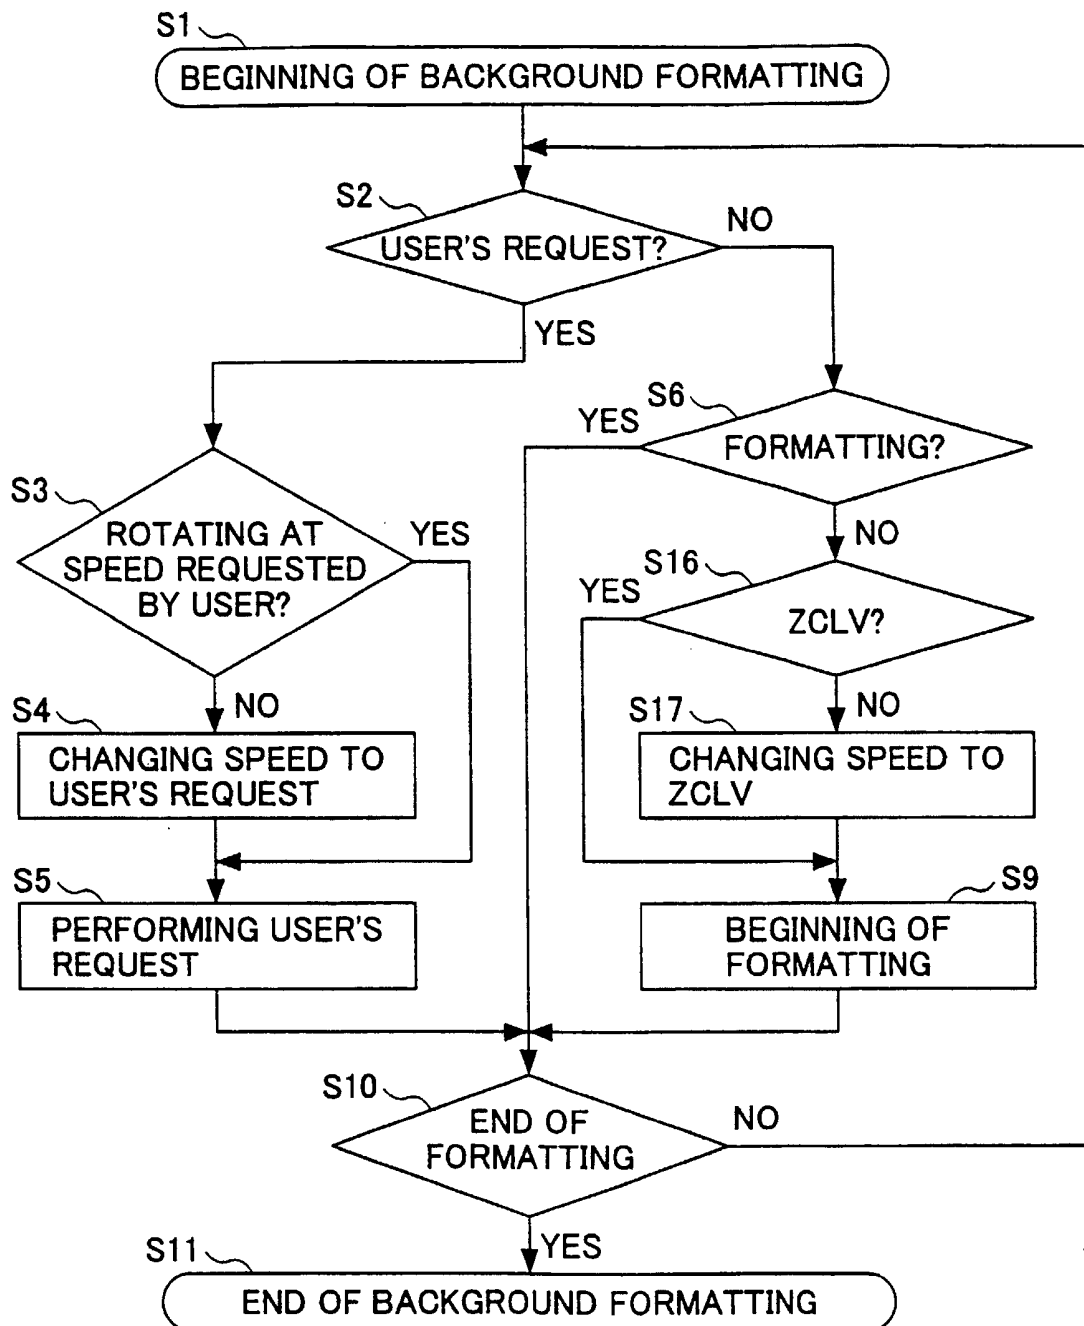 S1
BEGINNING OF BACKGROUND FORMATTING
S2
USER'S REQUEST?
NO
YES
S6
YES
FORMATTING?
NO
S3
ROTATING AT
SPEED REQUESTED
BY USER?
YES
S16
YES
ZCLV?
NO
NO
S4
CHANGING SPEED TO
USER'S REQUEST
S17
CHANGING SPEED TO
ZCLV
S5
PERFORMING USER'S
REQUEST
S9
BEGINNING OF
FORMATTING
S10
END OF
FORMATTING
NO
YES
S11
END OF BACKGROUND FORMATTING